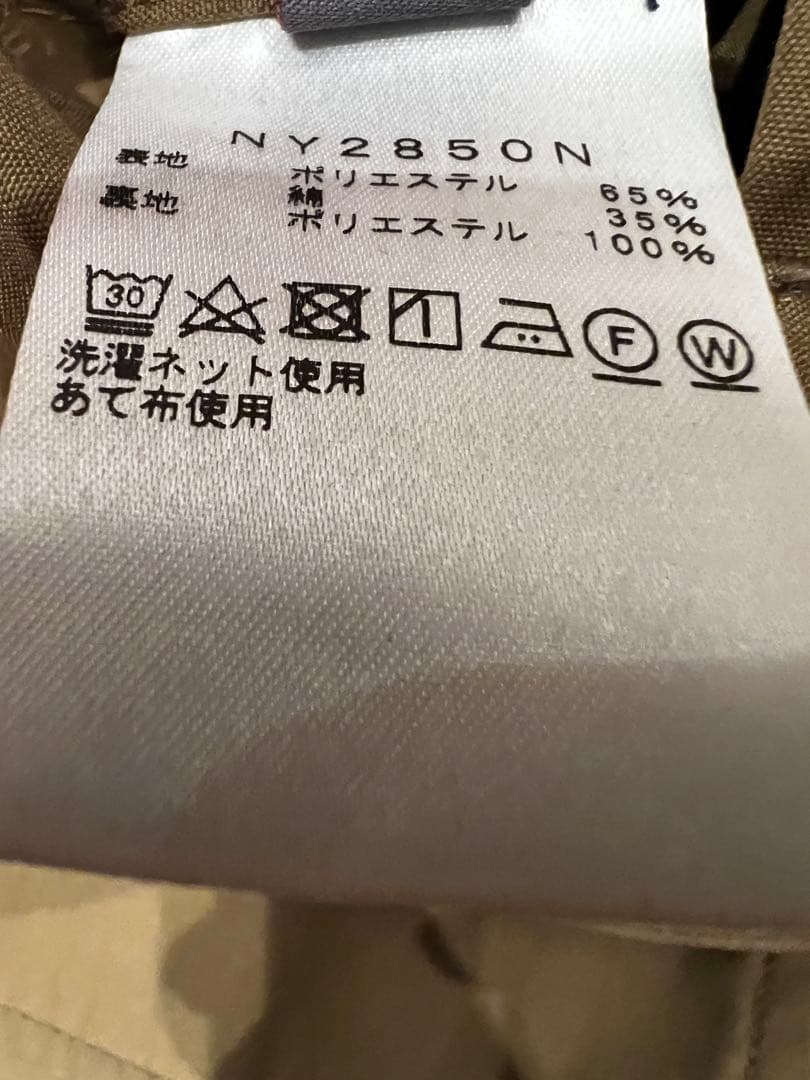 NY2850N
表地 ポリエステル 65%
綿 35%
裏地 ポリエステル 100%
30 F W
洗濯ネット使用
あて布使用